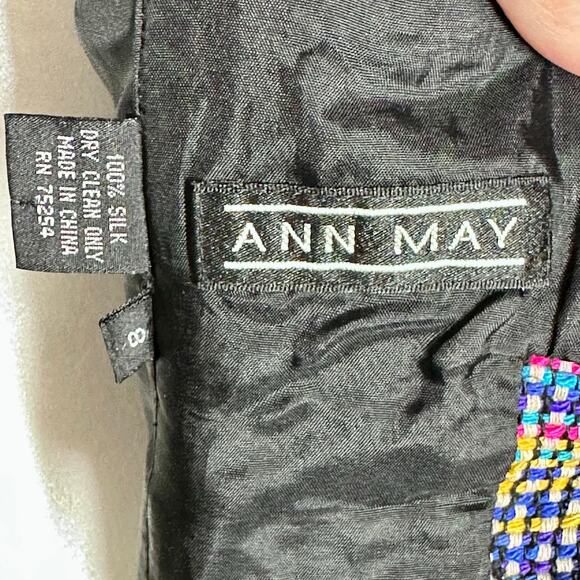 100% SILK
DRY CLEAN ONLY
MADE IN CHINA
RN 75254
8
ANN MAY